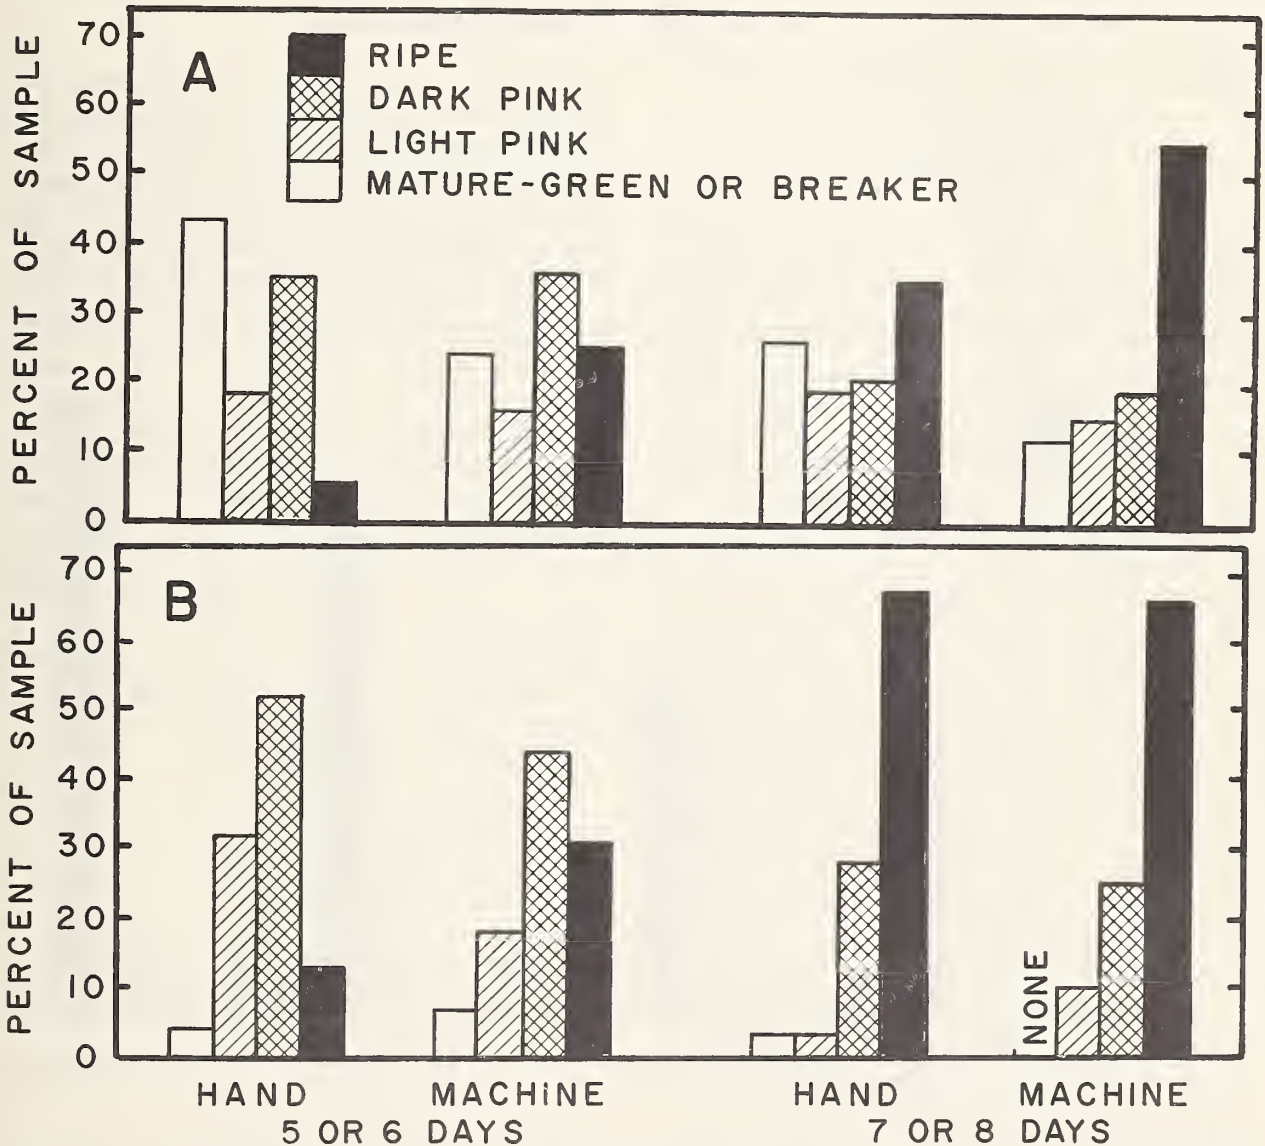 PERCENT OF SAMPLE
70
60
50
40
30
20
10
0
A
RIPE
DARK PINK
LIGHT PINK
MATURE-GREEN OR BREAKER
PERCENT OF SAMPLE
70
60
50
40
30
20
10
0
B
NONE
HAND MACHINE HAND MACHINE
5 OR 6 DAYS 7 OR 8 DAYS